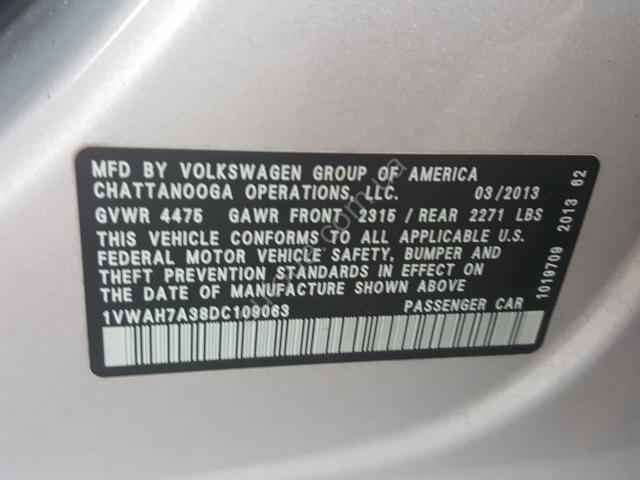 MFD BY VOLKSWAGEN GROUP OF AMERICA
CHATTANOOGA OPERATIONS, LLC. 03/2013
GVWR 4475 GAWR FRONT 2315 / REAR 2271 LBS
THIS VEHICLE CONFORMS TO ALL APPLICABLE U.S.
FEDERAL MOTOR VEHICLE SAFETY, BUMPER AND
THEFT PREVENTION STANDARDS IN EFFECT ON
THE DATE OF MANUFACTURE SHOWN ABOVE
1VWAH7A38DC109063 PASSENGER CAR
1019709 2013 62